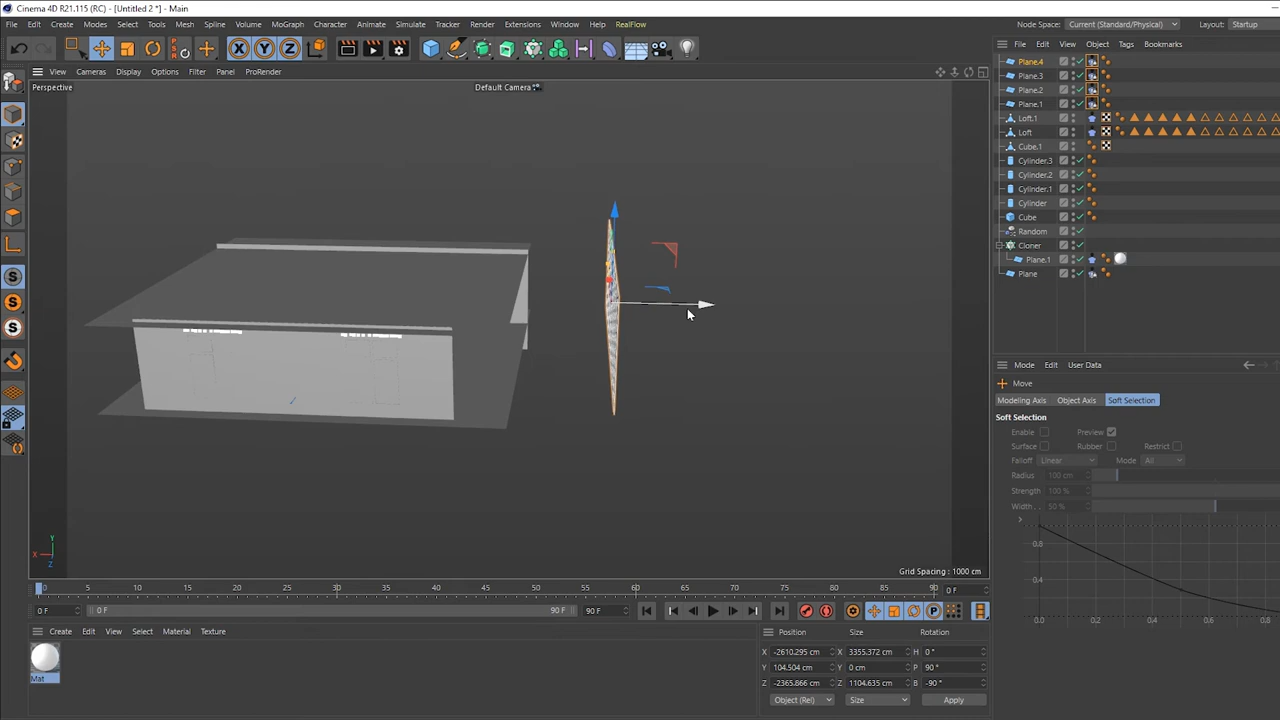 Cinema 4D R21.115 (RC) - [Untitled 2 *] - Main
File Edit Create Modes Select Tools Mesh Spline Volume MoGraph Character Animate Simulate Tracker Render Extensions Window Help RealFlow Node Space: Current (Standard/Physical) Layout: Startup
X Y Z PSR
File Edit View Object Tags Bookmarks
View Cameras Display Options Filter Panel ProRender
Perspective Default Camera
Plane.4
Plane.3
Plane.2
Plane.1
Loft.1
Loft
Cube.1
Cylinder.3
Cylinder.2
Cylinder.1
Cylinder
Cube
Random
Cloner
Plane.1
Plane
Mode Edit User Data
Move
Modeling Axis Object Axis Soft Selection
Soft Selection
Enable Preview
Surface Rubber Restrict
Falloff Linear Mode All
Radius 100 cm
Strength 100 %
Width . . 50 %
0.8
0.4
0.0 0.2 0.4 0.6 0.8
Y
X
Z
Grid Spacing : 1000 cm
0 5 10 15 20 25 30 35 40 45 50 55 60 65 70 75 80 85 90 0 F
0 F 0 F 90 F 90 F
Create Edit View Select Material Texture
Mat
Position Size Rotation
X -2610.295 cm X 3355.372 cm H 0 °
Y 104.504 cm Y 0 cm P 90 °
Z -2365.866 cm Z 1104.635 cm B -90 °
Object (Rel) Size Apply